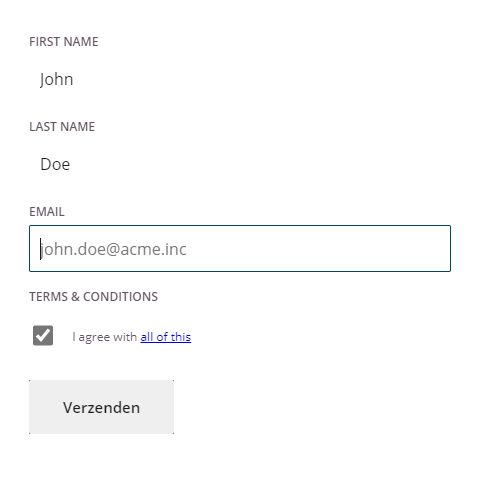 FIRST NAME
John
LAST NAME
Doe
EMAIL
john.doe@acme.inc
TERMS & CONDITIONS
I agree with all of this
Verzenden